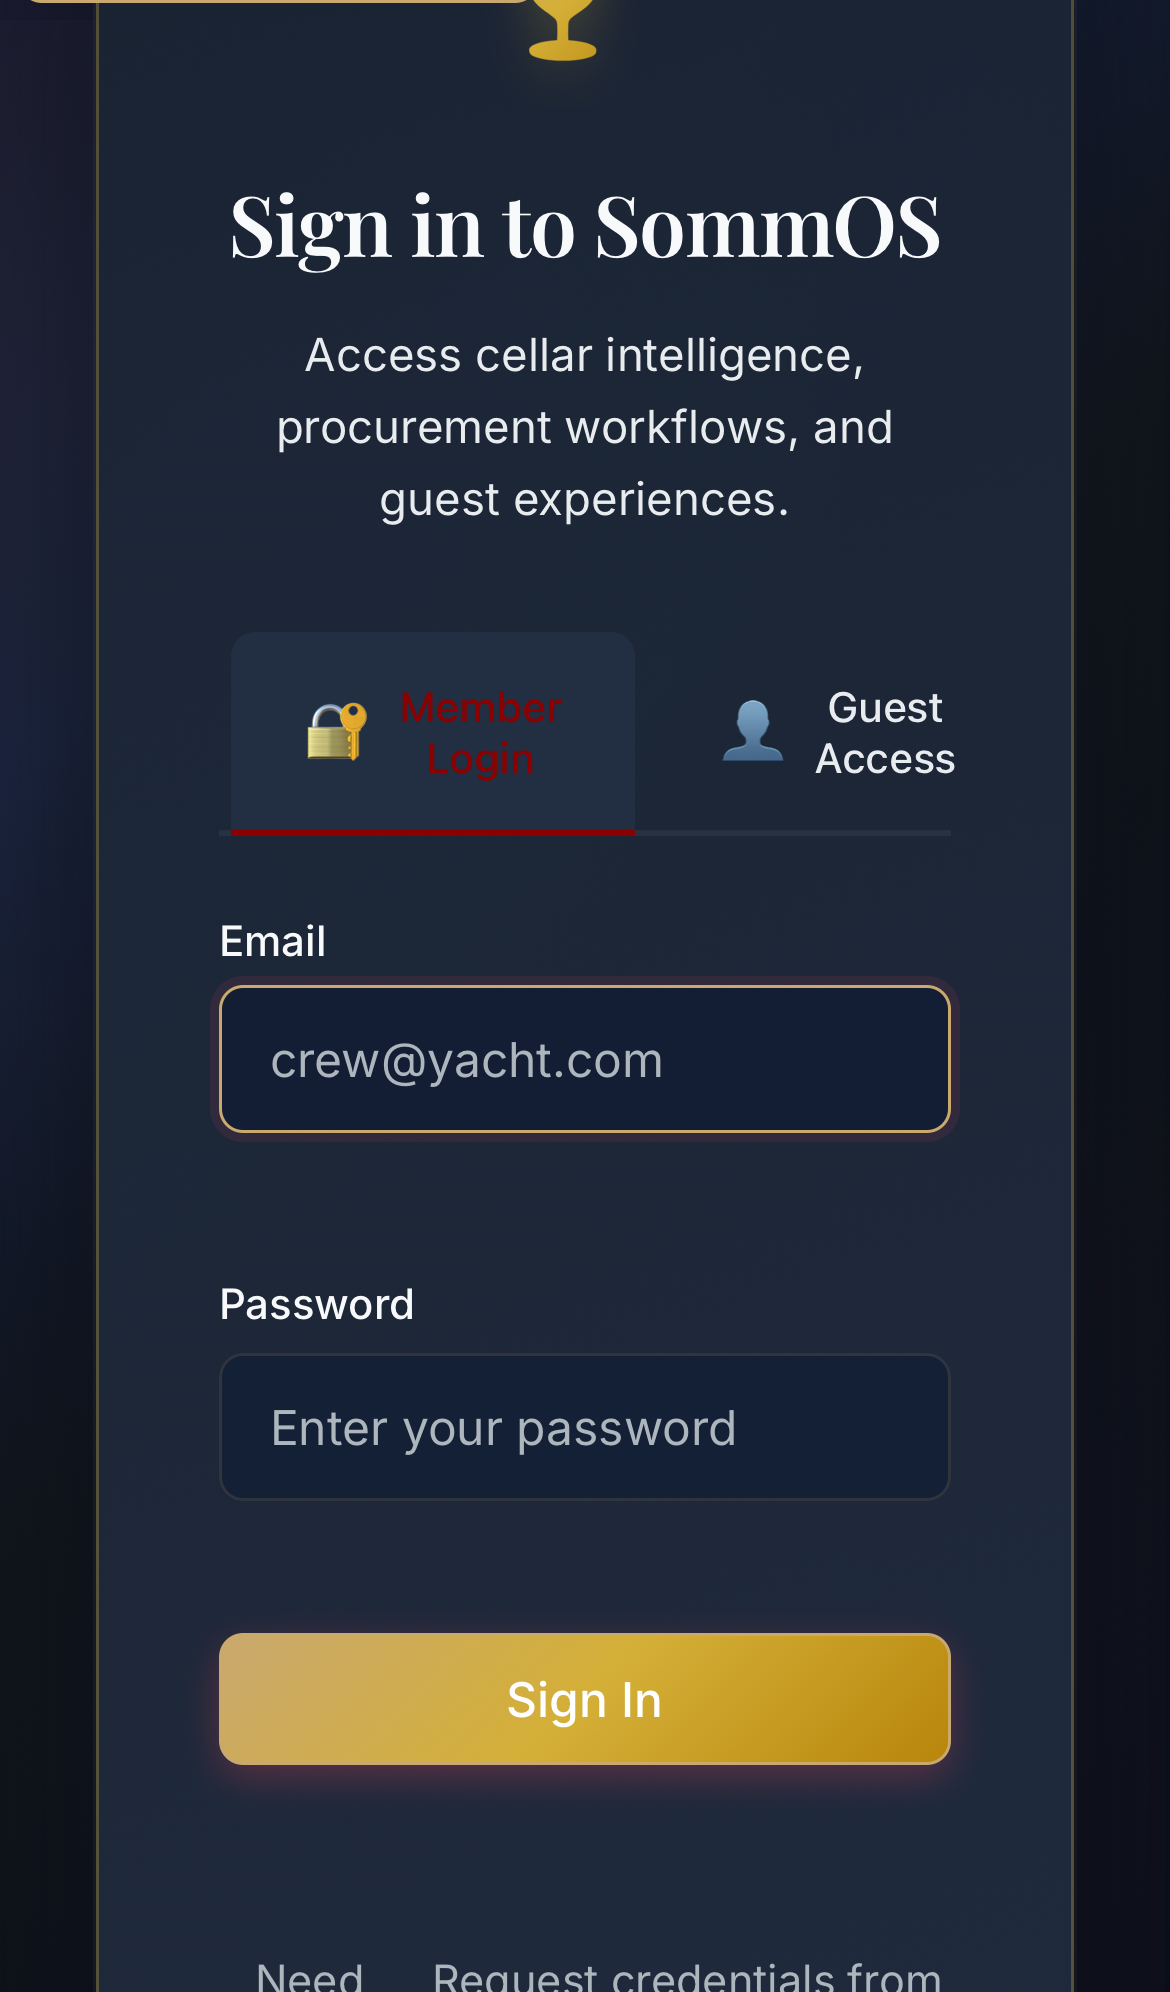 Sign in to SommOS
Access cellar intelligence,
procurement workflows, and
guest experiences.
Member
Login
Guest
Access
Email
crew@yacht.com
Password
Enter your password
Sign In
Need Request credentials from